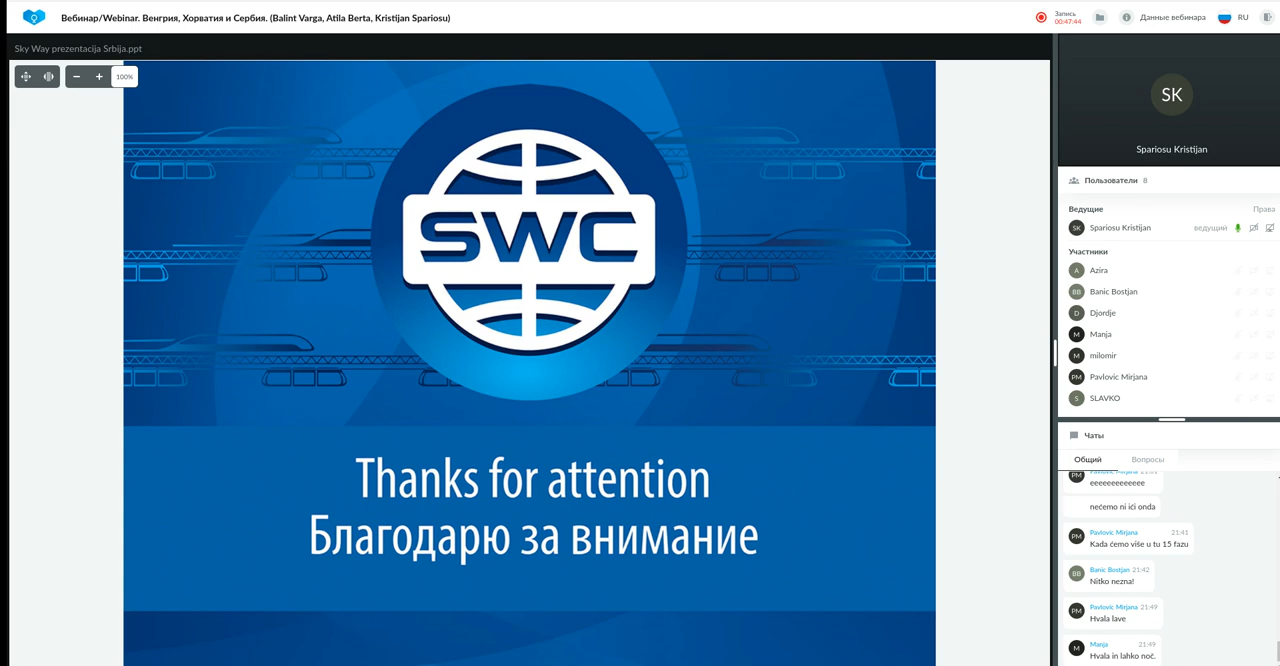 Вебинар/Webinar. Венгрия, Хорватия и Сербия. (Balint Varga, Atila Berta, Kristijan Spariosu)
Запись
00:47:44
Данные вебинара
RU
Sky Way prezentacija Srbija.ppt
100%
SWC
Thanks for attention
Благодарю за внимание
SK
Spariosu Kristijan
Пользователи 8
Ведущие Права
SK Spariosu Kristijan ведущий
Участники
A Azira
BB Banic Bostjan
D Djordje
M Manja
M milomir
PM Pavlovic Mirjana
S SLAVKO
Чаты
Общий Вопросы
PM Pavlovic Mirjana
eeeeeeeeeeeee
nećemo ni ići onda
PM Pavlovic Mirjana 21:41
Kada ćemo više u tu 15 fazu
BB Banic Bostjan 21:42
Nitko nezna!
PM Pavlovic Mirjana 21:49
Hvala lave
M Manja 21:49
Hvala in lahko noč.